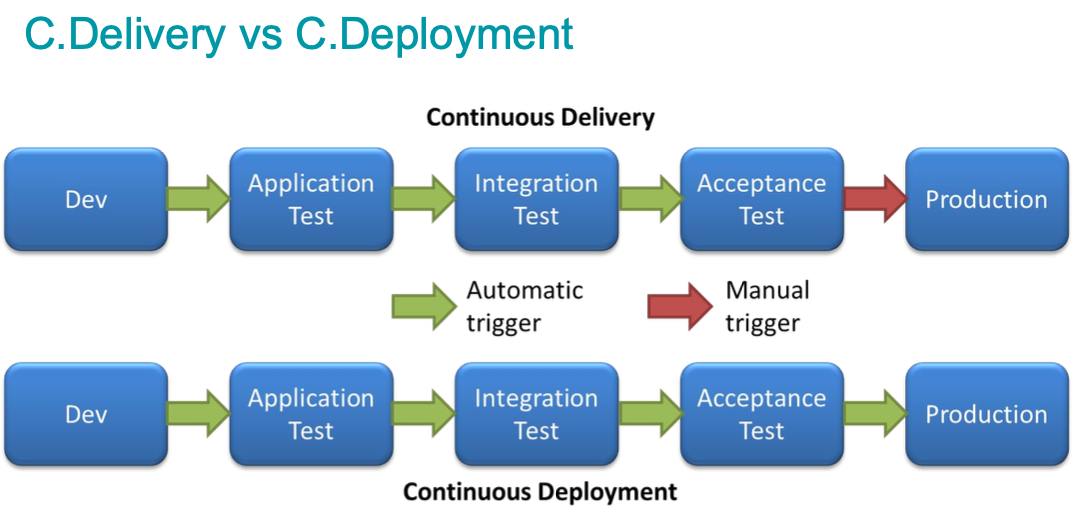 C.Delivery vs C.Deployment
Continuous Delivery
Dev
Application
Test
Integration
Test
Acceptance
Test
Production
Automatic
trigger
Manual
trigger
Dev
Application
Test
Integration
Test
Acceptance
Test
Production
Continuous Deployment